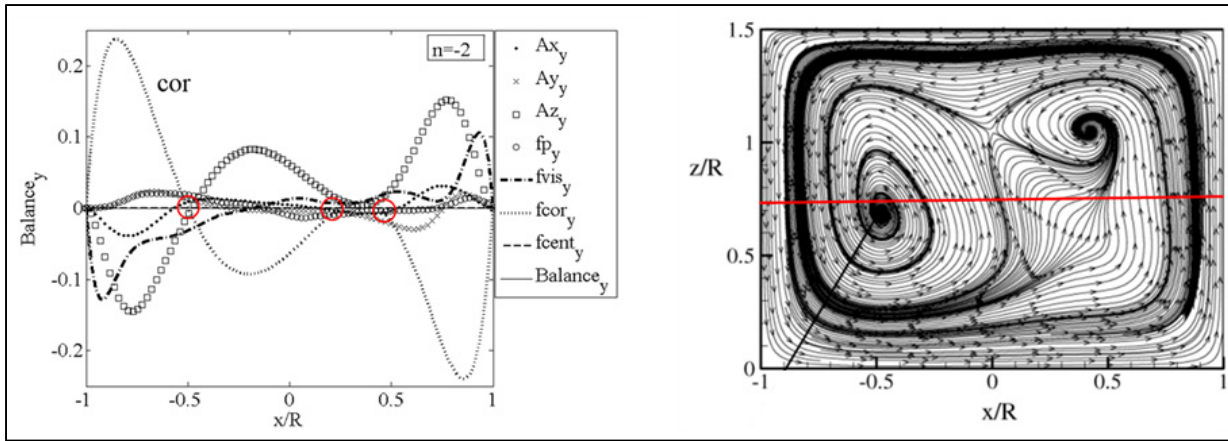 0.2
0.1
0
-0.1
-0.2
Balance_y
cor
n=-2
-1
-0.5
0
0.5
1
x/R
Ax_y
Ay_y
Az_y
fp_y
fvis_y
fcor_y
fcent_y
Balance_y
1.5
1
z/R
0.5
0
-1
-0.5
0
0.5
1
x/R